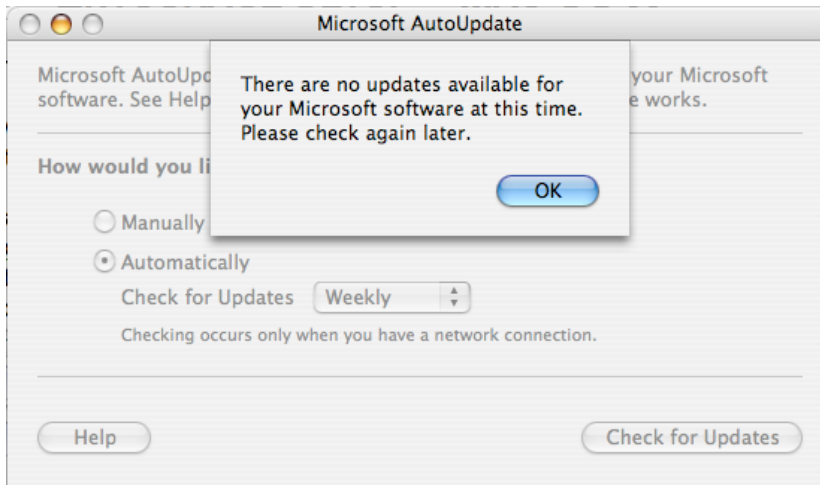 Microsoft AutoUpdate
There are no updates available for
your Microsoft software at this time.
Please check again later.
OK
Microsoft AutoUpd your Microsoft
software. See Help e works.
How would you li
Manually
Automatically
Check for Updates Weekly
Checking occurs only when you have a network connection.
Help Check for Updates